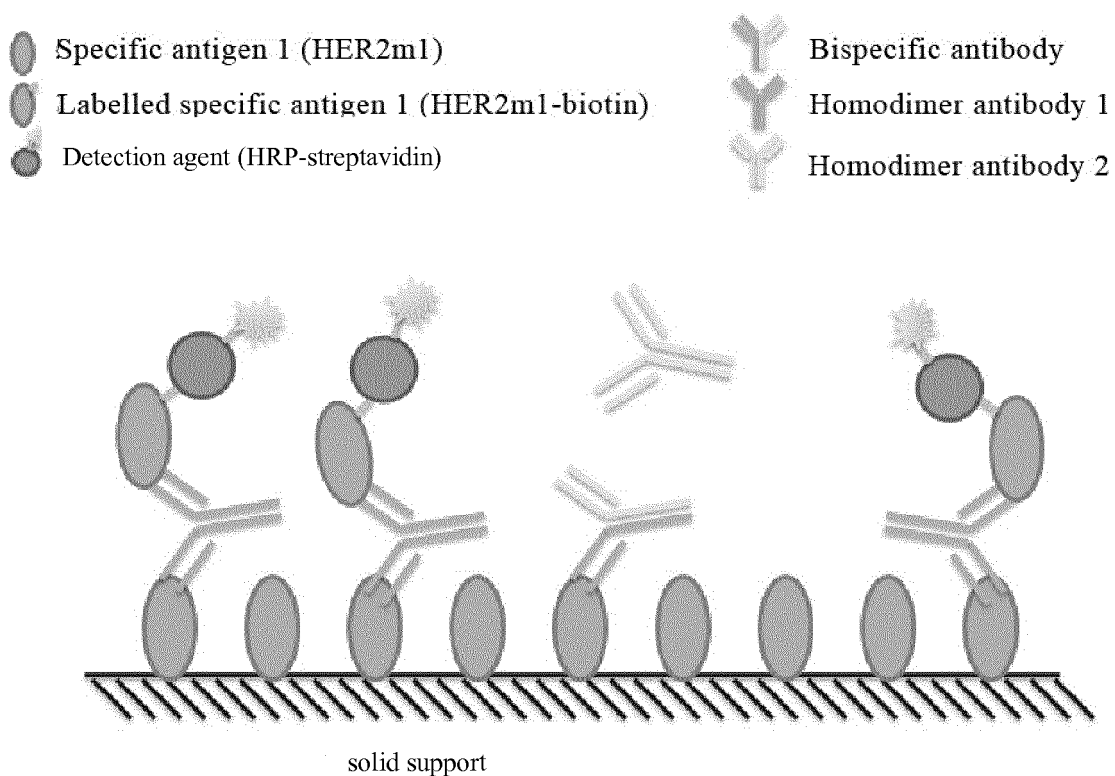 Specific antigen 1 (HER2m1)
Labelled specific antigen 1 (HER2m1-biotin)
Detection agent (HRP-streptavidin)
Bispecific antibody
Homodimer antibody 1
Homodimer antibody 2
solid support